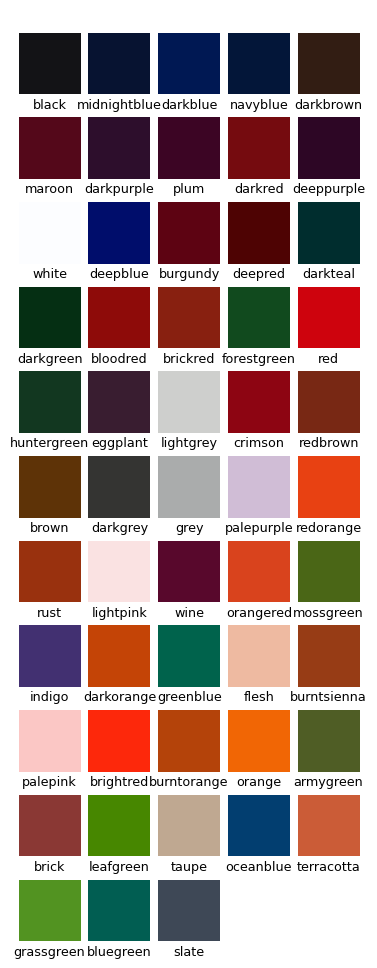 black midnightblue darkblue navyblue darkbrown
maroon darkpurple plum darkred deeppurple
white deepblue burgundy deepred darkteal
darkgreen bloodred brickred forestgreen red
huntergreen eggplant lightgrey crimson redbrown
brown darkgrey grey palepurple redorange
rust lightpink wine orangered mossgreen
indigo darkorange greenblue flesh burntsienna
palepink brightred burntorange orange armygreen
brick leafgreen taupe oceanblue terracotta
grassgreen bluegreen slate